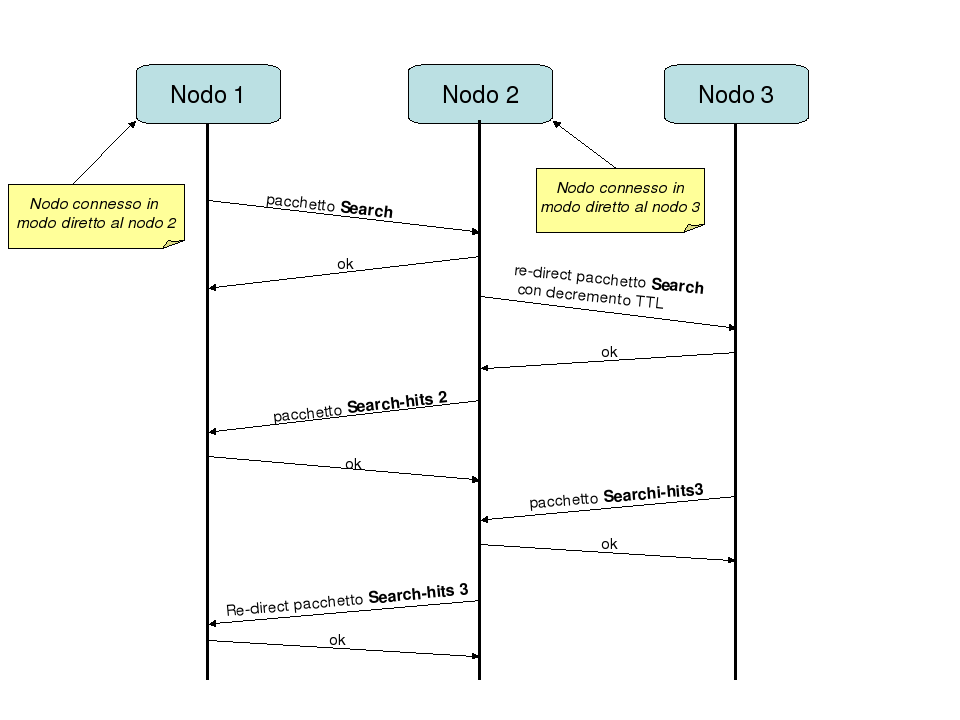 Nodo 1
Nodo 2
Nodo 3
Nodo connesso in
modo diretto al nodo 2
Nodo connesso in
modo diretto al nodo 3
pacchetto Search
ok
re-direct pacchetto Search
con decremento TTL
ok
pacchetto Search-hits 2
ok
pacchetto Searchi-hits3
ok
Re-direct pacchetto Search-hits 3
ok